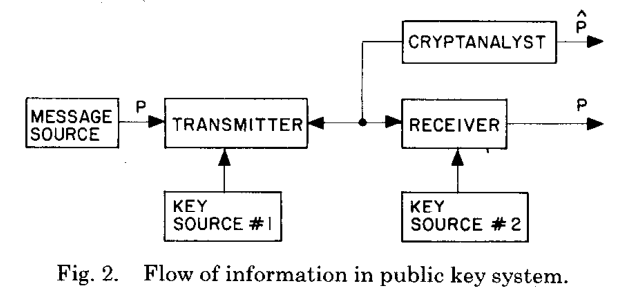 P̂
CRYPTANALYST
MESSAGE
SOURCE
P
TRANSMITTER
RECEIVER
P
KEY
SOURCE #1
KEY
SOURCE #2
Fig. 2. Flow of information in public key system.